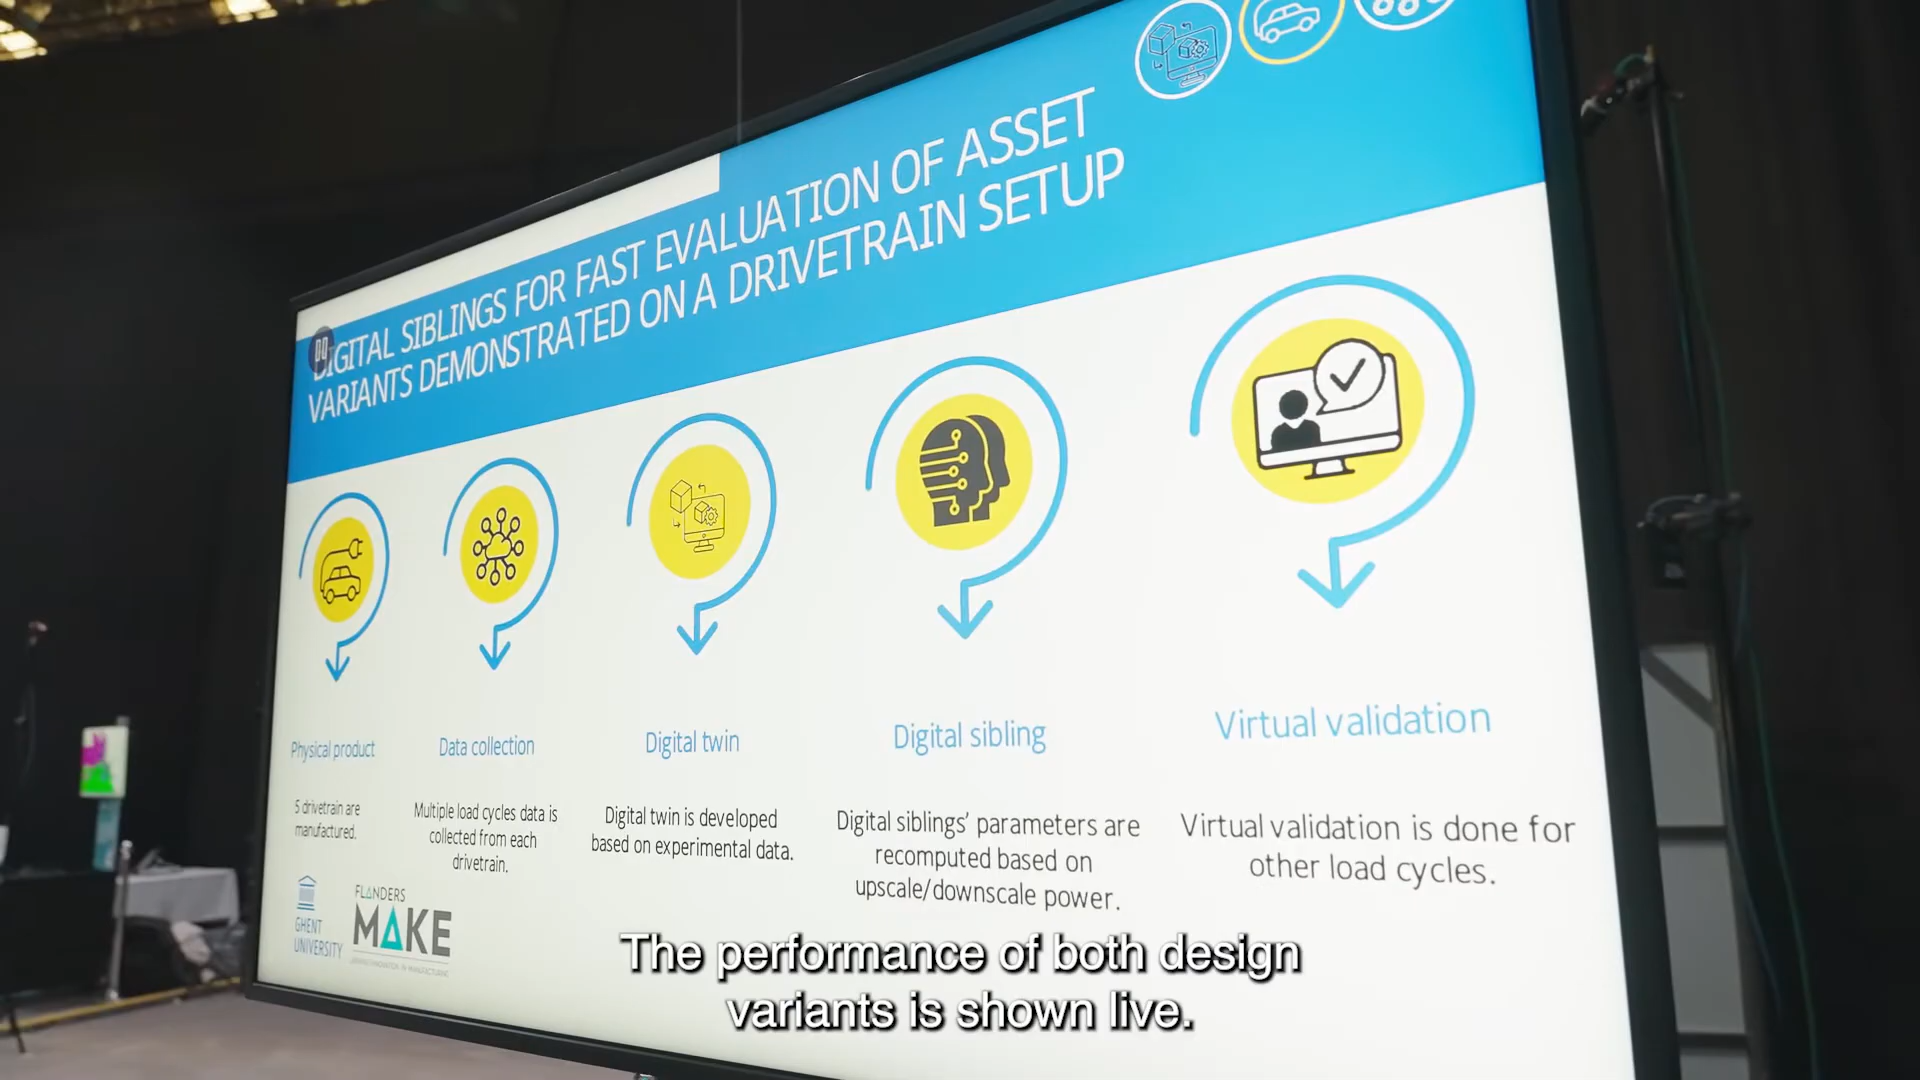 DIGITAL SIBLINGS FOR FAST EVALUATION OF ASSET
VARIANTS DEMONSTRATED ON A DRIVETRAIN SETUP
Physical product
5 drivetrain are
manufactured.
Data collection
Multiple load cycles data is
collected from each
drivetrain.
Digital twin
Digital twin is developed
based on experimental data.
Digital sibling
Digital siblings' parameters are
recomputed based on
upscale/downscale power.
Virtual validation
Virtual validation is done for
other load cycles.
GHENT
UNIVERSITY
FLANDERS
MAKE
The performance of both design
variants is shown live.